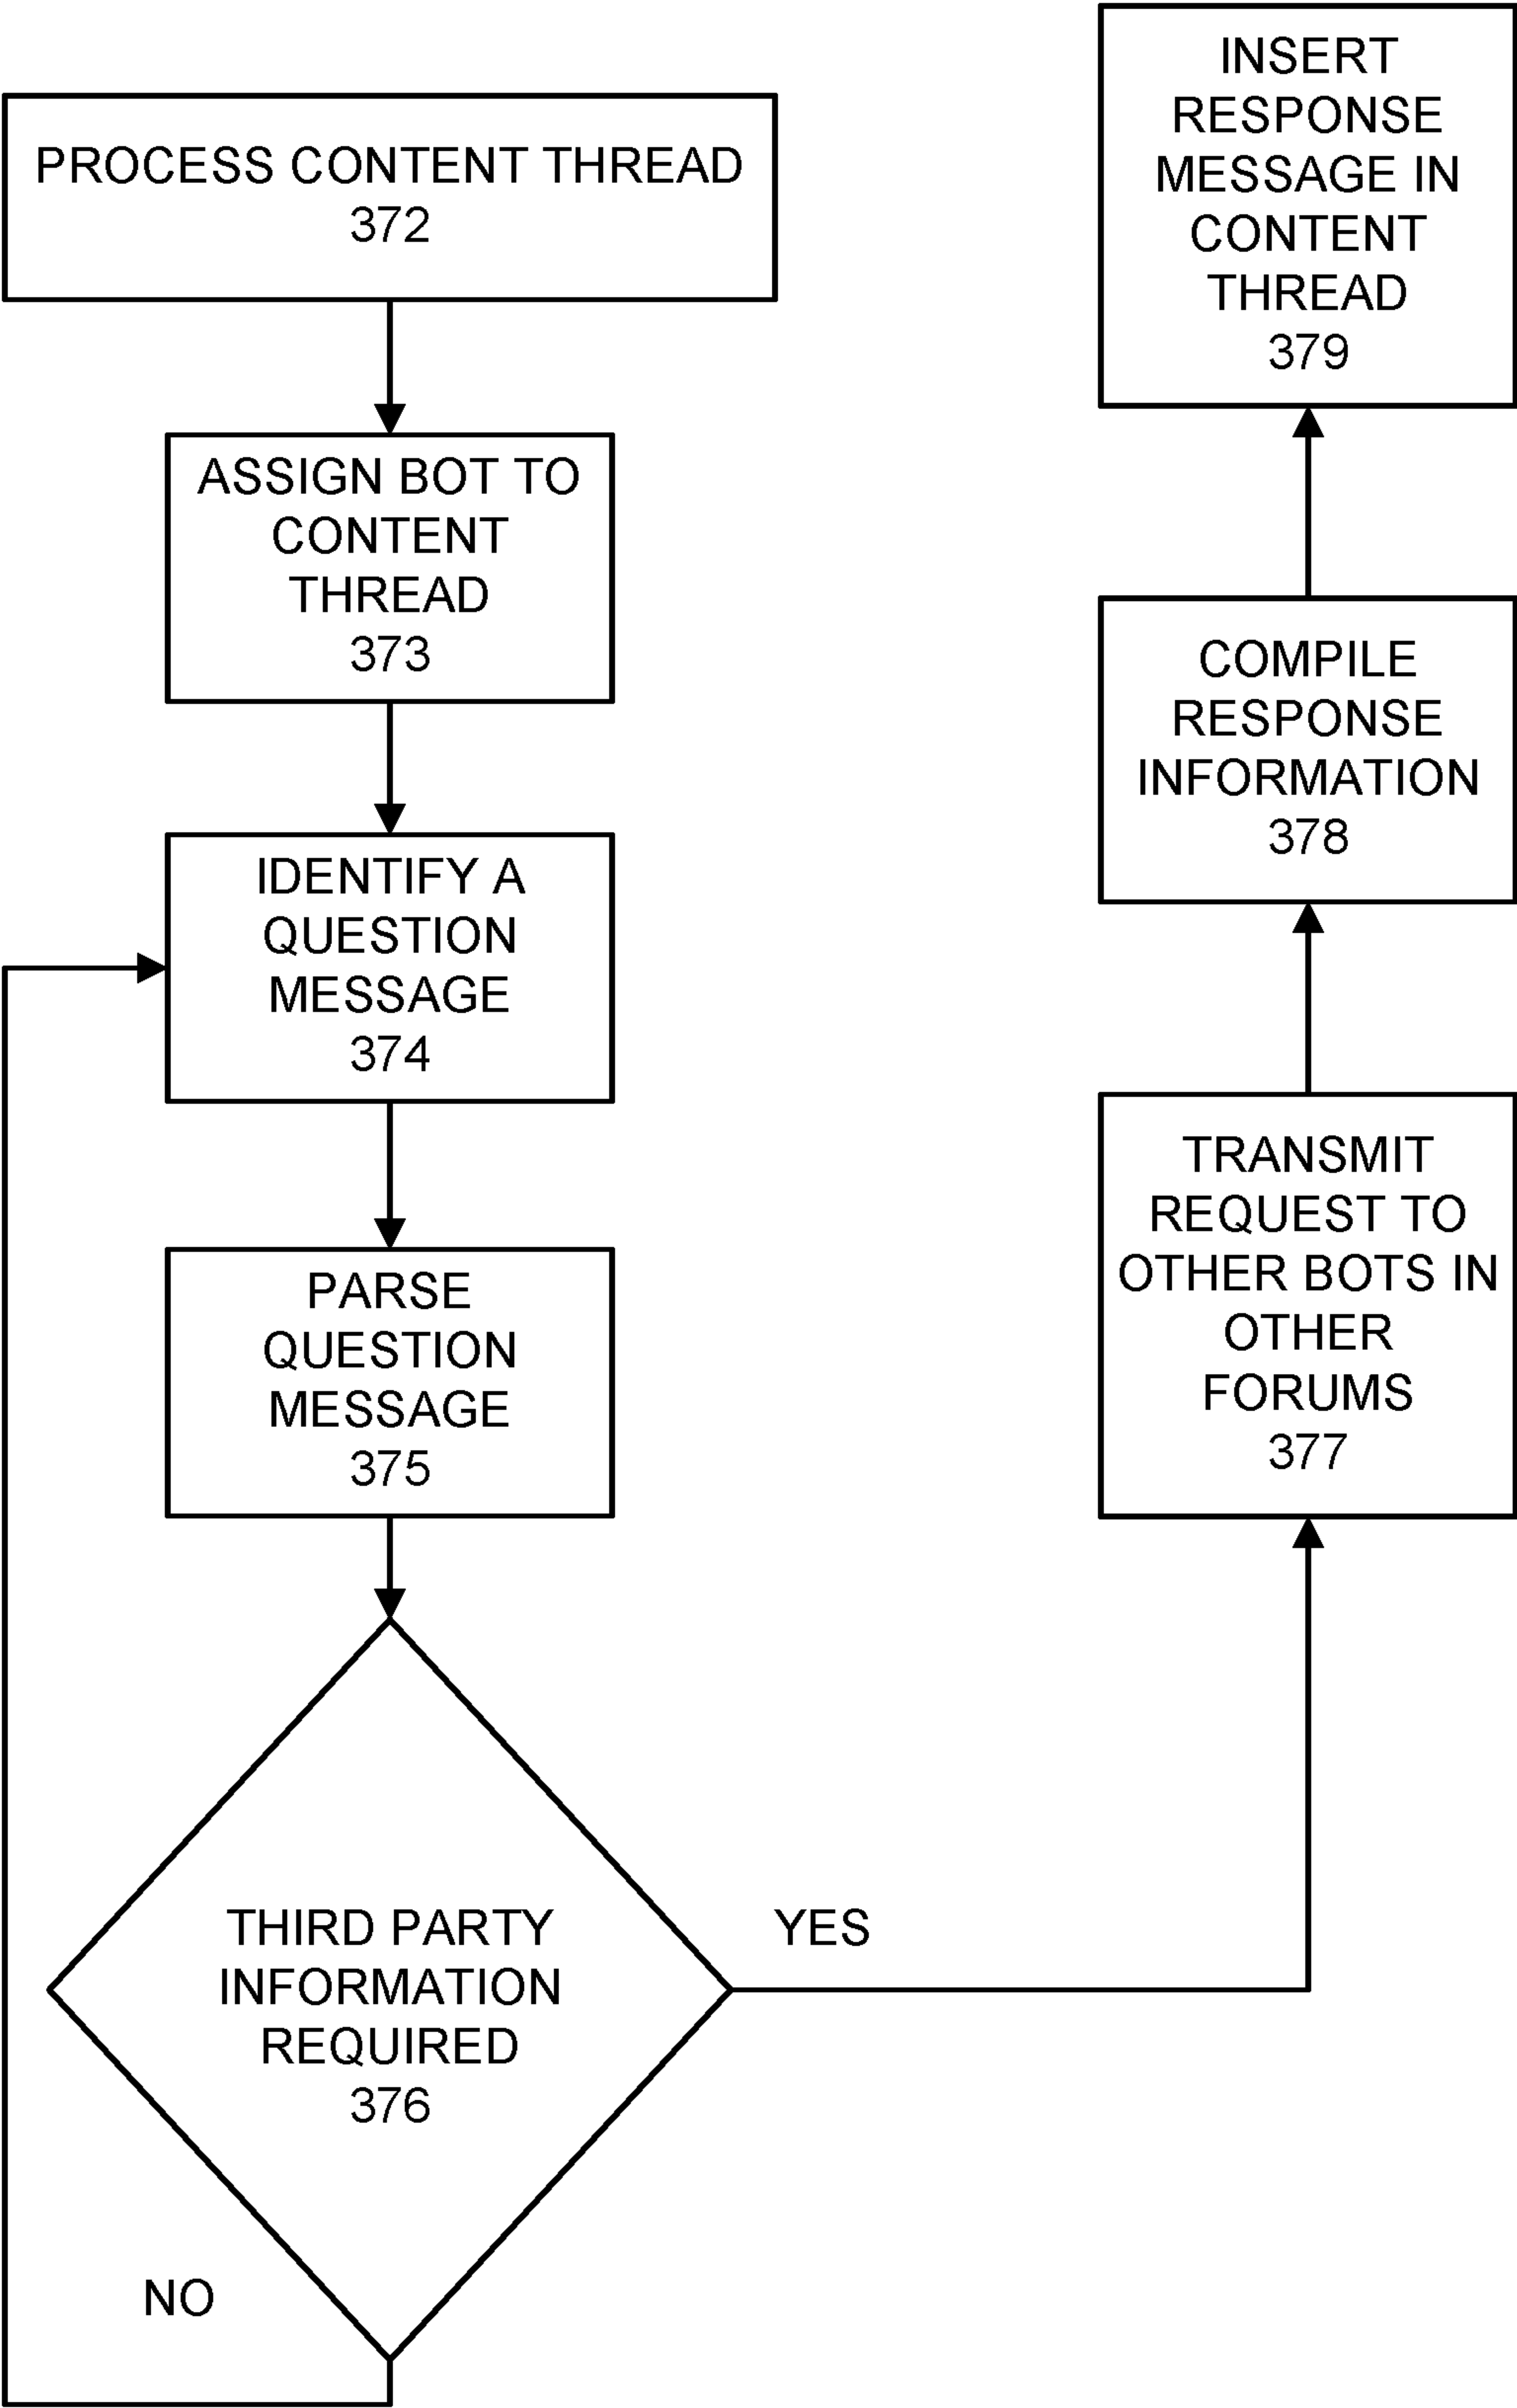 PROCESS CONTENT THREAD
372
ASSIGN BOT TO
CONTENT
THREAD
373
IDENTIFY A
QUESTION
MESSAGE
374
PARSE
QUESTION
MESSAGE
375
THIRD PARTY
INFORMATION
REQUIRED
376
NO
YES
TRANSMIT
REQUEST TO
OTHER BOTS IN
OTHER
FORUMS
377
COMPILE
RESPONSE
INFORMATION
378
INSERT
RESPONSE
MESSAGE IN
CONTENT
THREAD
379